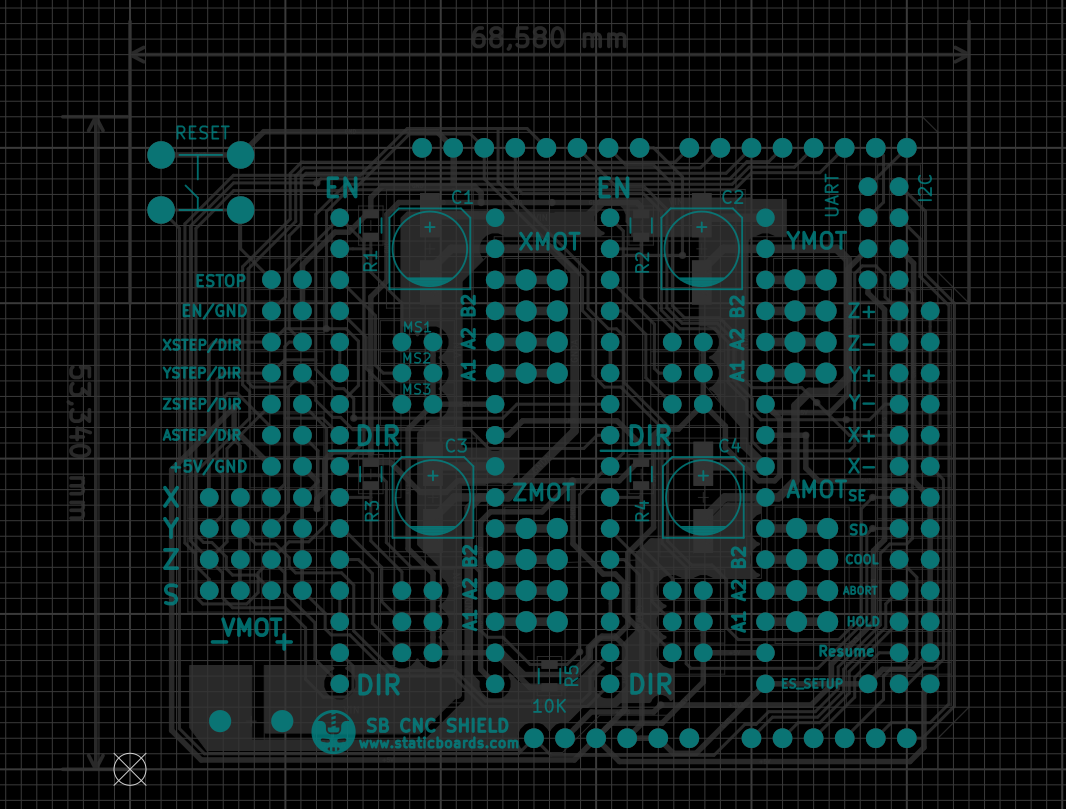 68,580 mm
RESET
EN C1 EN C2 UART I2C
R1 XMOT R2 YMOT
ESTOP
EN/GND B2 B2 Z+
XSTEP/DIR MS1 A2 A2 Z-
MS2
YSTEP/DIR A1 A1 Y+
MS3
ZSTEP/DIR Y-
53,340 mm
ASTEP/DIR DIR DIR X+
C3 C4
+5V/GND X-
X R3 ZMOT R4 AMOT SE
Y SD
Z B2 B2 COOL
S A2 A2 ABORT
A1 A1 HOLD
VMOT
- +
Resume
R5
DIR DIR ES_SETUP
10K
SB CNC SHIELD
www.staticboards.com